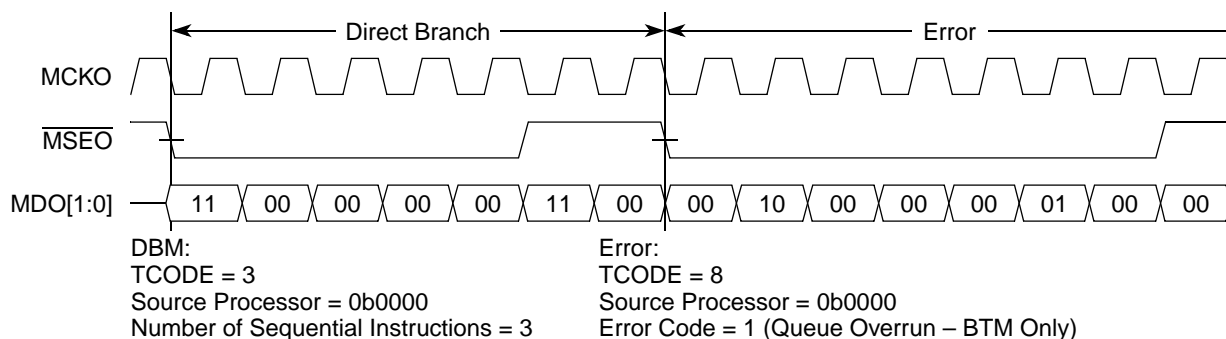 Direct Branch Error
MCKO
MSEO
MDO[1:0] 11 00 00 00 00 11 00 00 10 00 00 00 01 00 00
DBM:
TCODE = 3
Source Processor = 0b0000
Number of Sequential Instructions = 3
Error:
TCODE = 8
Source Processor = 0b0000
Error Code = 1 (Queue Overrun – BTM Only)